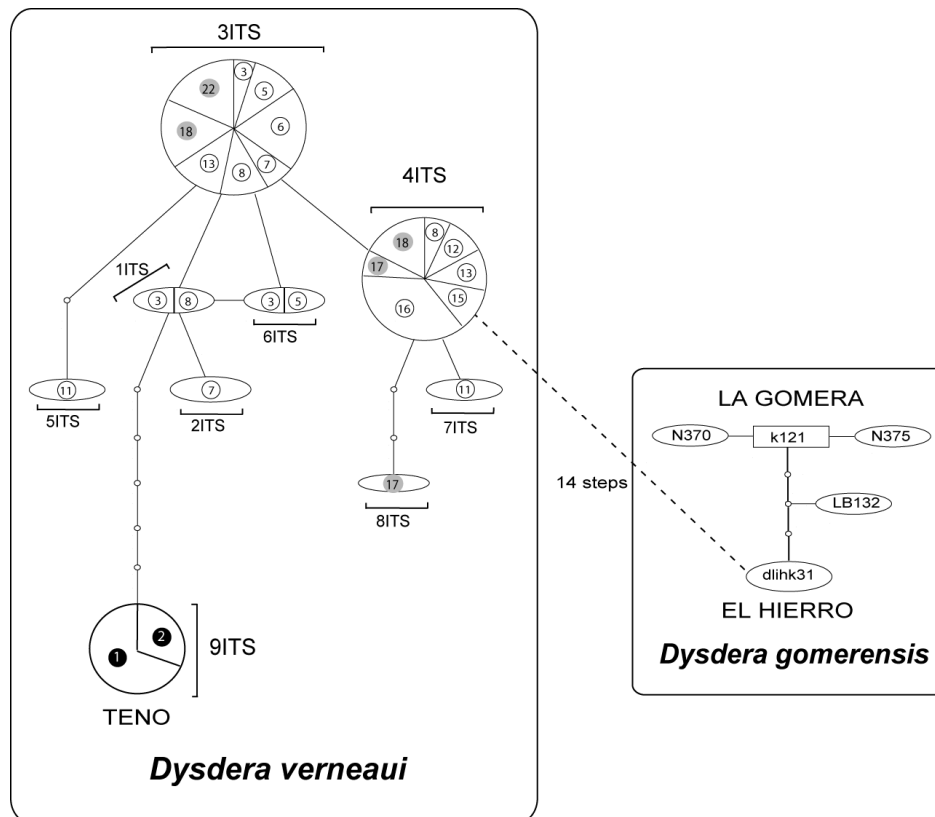 3ITS
3
5
22
6
18
13
8
7
4ITS
18
8
12
17
13
15
16
1ITS
3 8
3 5
6ITS
11
5ITS
7
2ITS
11
7ITS
17
8ITS
1
2
9ITS
TENO
Dysdera verneaui
14 steps
LA GOMERA
N370 k121 N375
LB132
dlihk31
EL HIERRO
Dysdera gomerensis